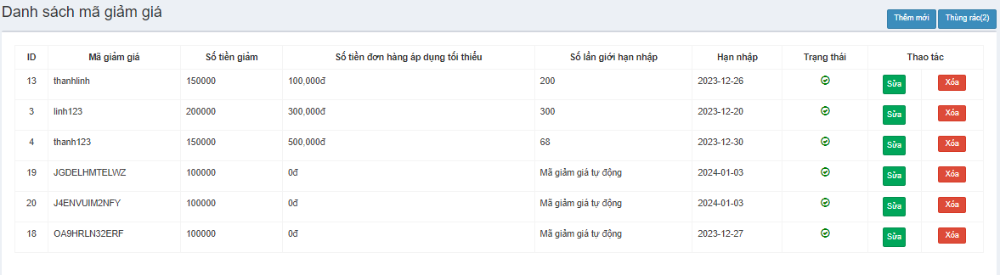 Danh sách mã giảm giá
Thêm mới Thùng rác(2)
ID Mã giảm giá Số tiền giảm Số tiền đơn hàng áp dụng tối thiểu Số lần giới hạn nhập Hạn nhập Trạng thái Thao tác
13 thanhlinh 150000 100,000đ 200 2023-12-26 Sửa Xóa
3 linh123 200000 300,000đ 300 2023-12-20 Sửa Xóa
4 thanh123 150000 500,000đ 68 2023-12-30 Sửa Xóa
19 JGDELHMTELWZ 100000 0đ Mã giảm giá tự động 2024-01-03 Sửa Xóa
20 J4ENVUIM2NFY 100000 0đ Mã giảm giá tự động 2024-01-03 Sửa Xóa
18 OA9HRLN32ERF 100000 0đ Mã giảm giá tự động 2023-12-27 Sửa Xóa